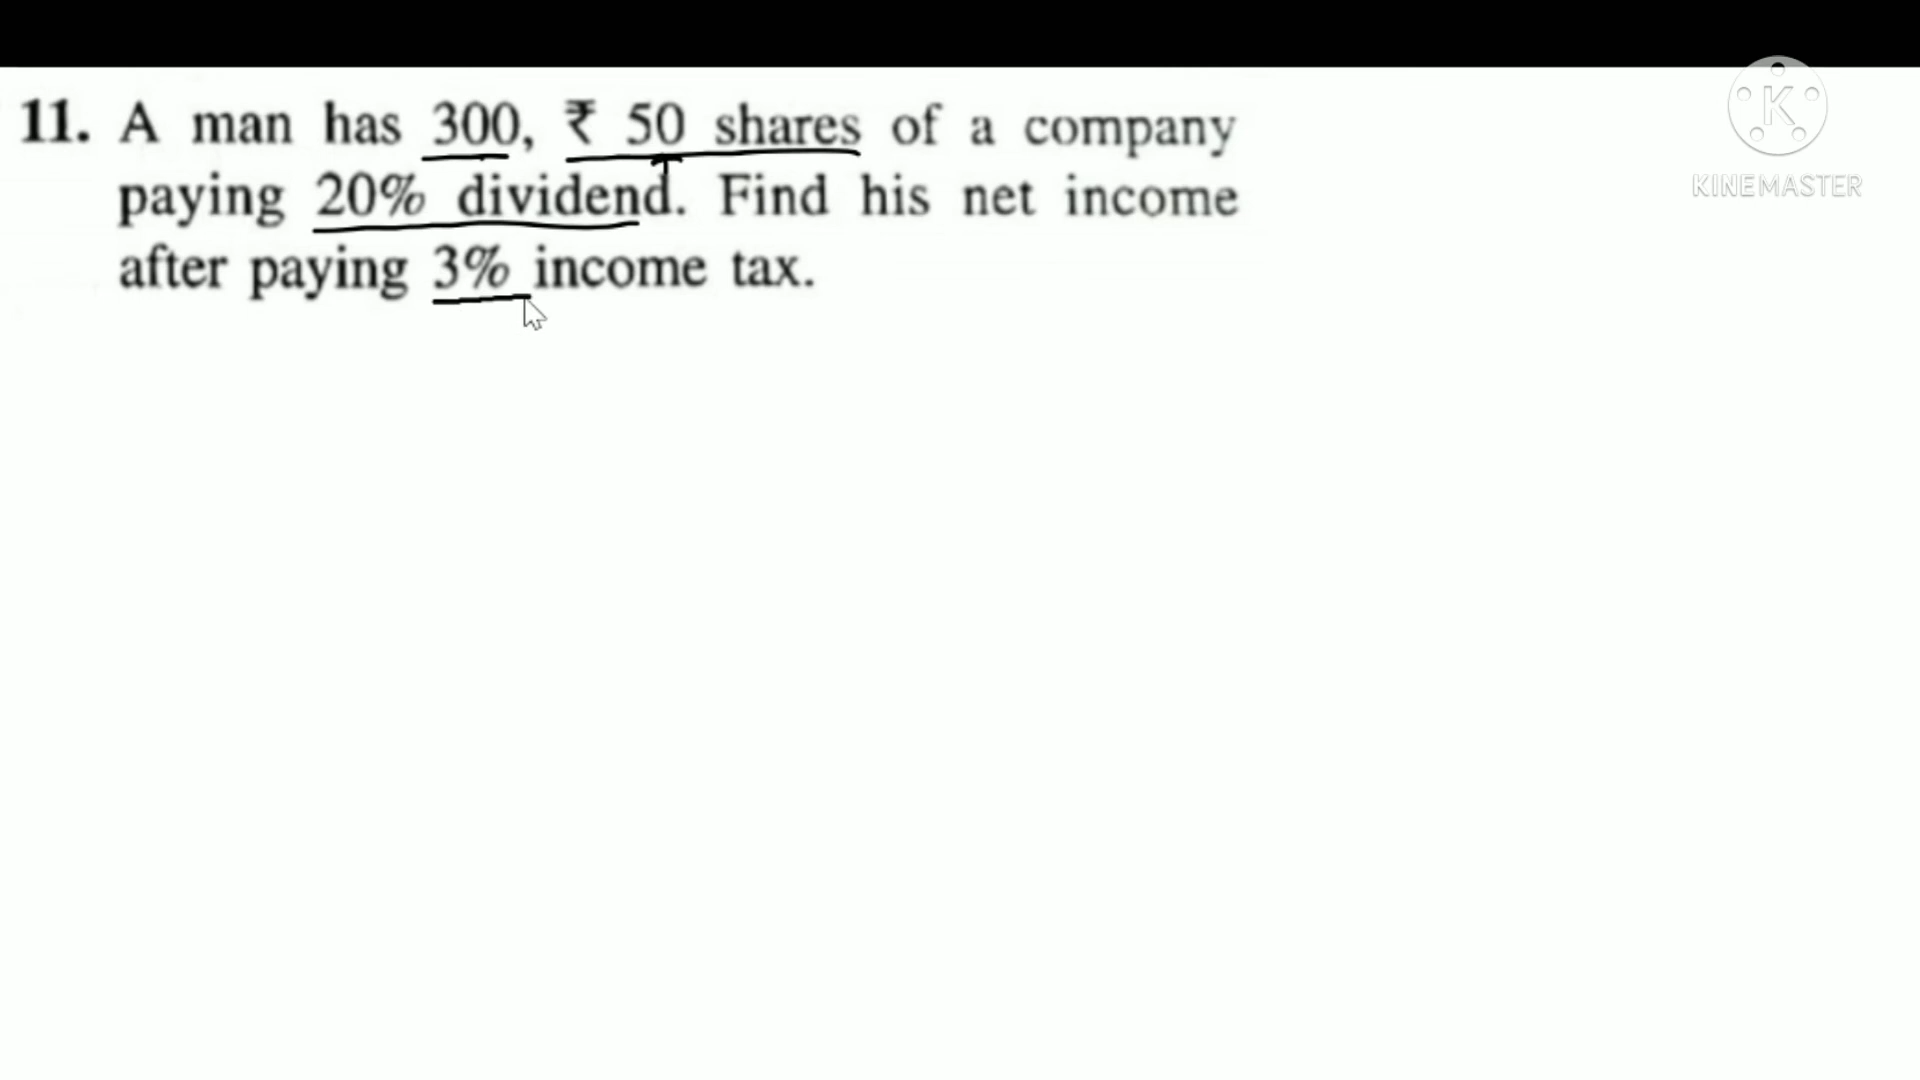 11. A man has 300, ₹ 50 shares of a company
paying 20% dividend. Find his net income
after paying 3% income tax.
K
KINEMASTER